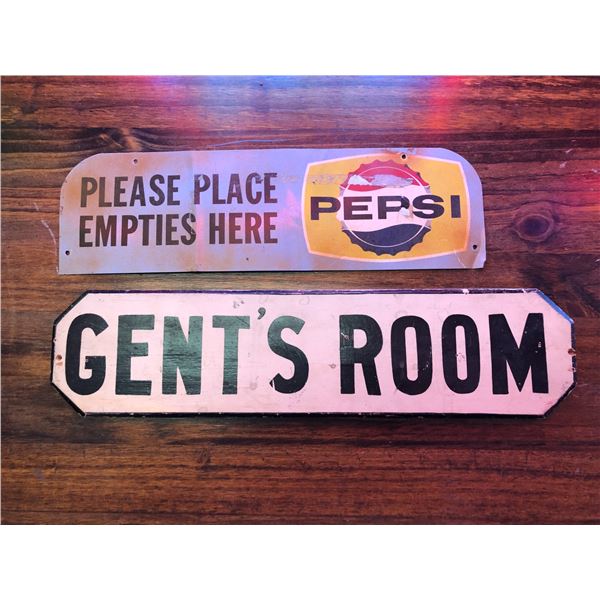 PLEASE PLACE
EMPTIES HERE
PEPSI
GENT'S ROOM